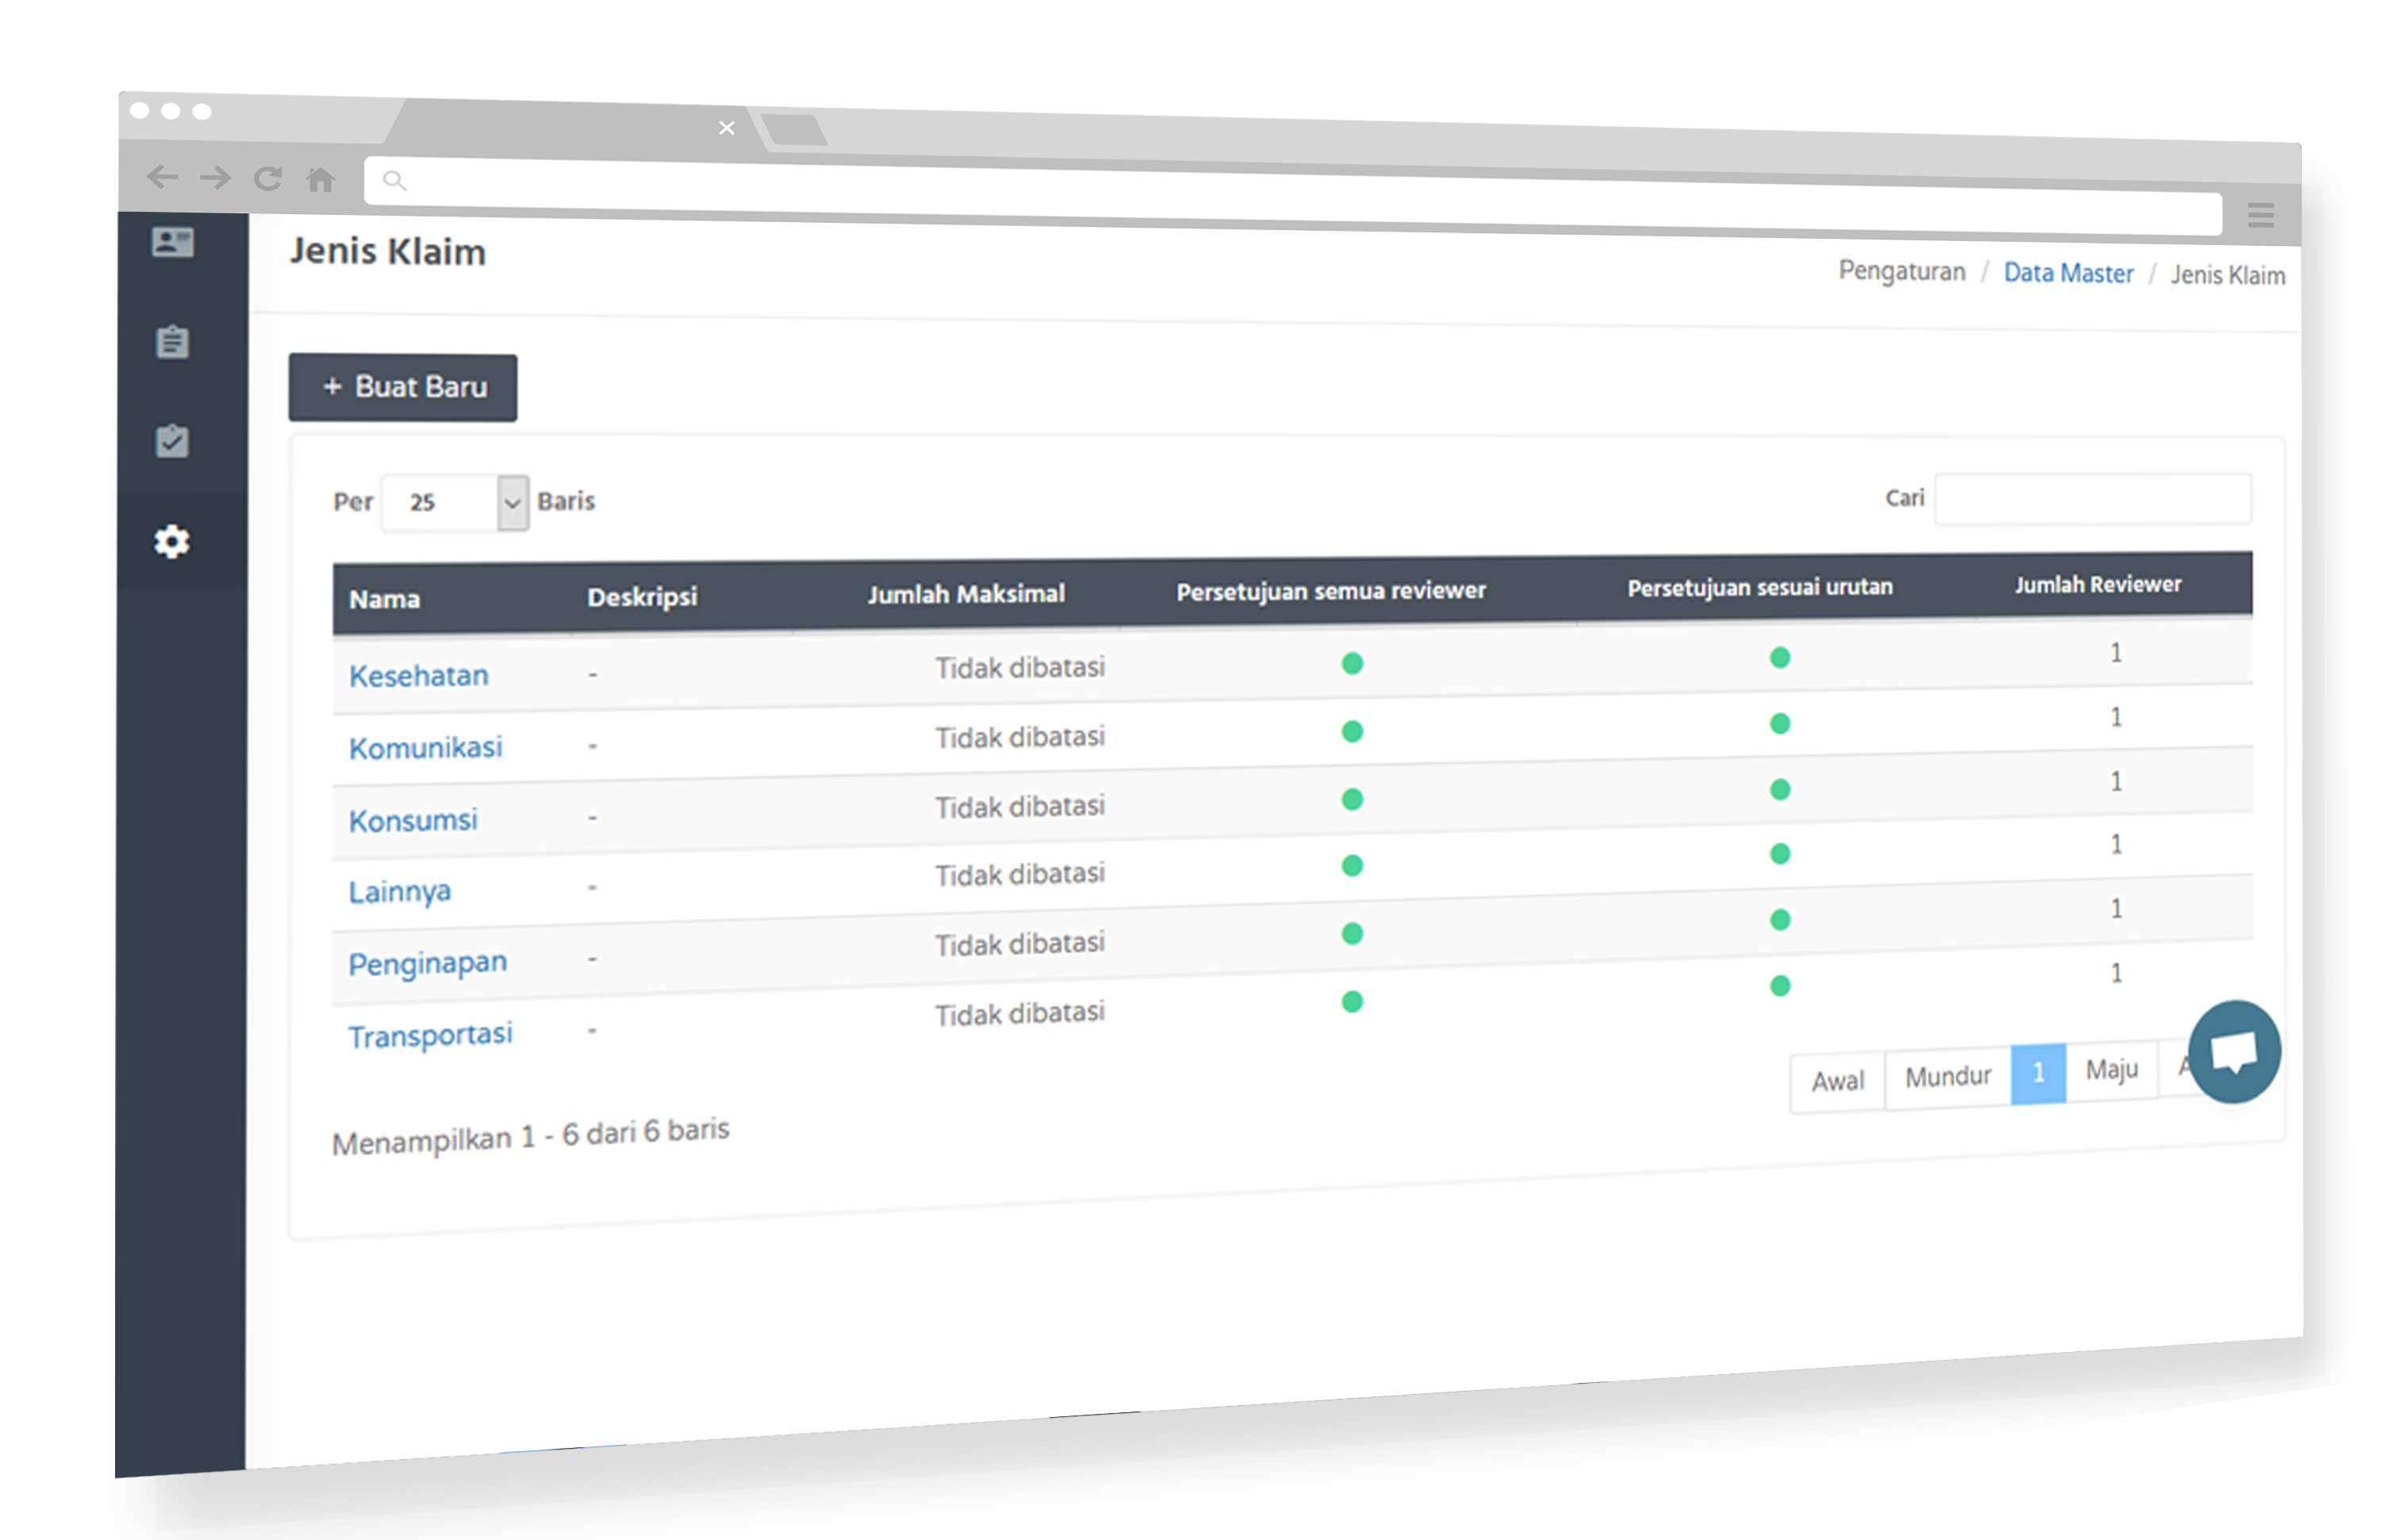 Jenis Klaim
Pengaturan / Data Master / Jenis Klaim
+ Buat Baru
Per 25 Baris
Cari
Nama Deskripsi Jumlah Maksimal Persetujuan semua reviewer Persetujuan sesuai urutan Jumlah Reviewer
Kesehatan - Tidak dibatasi 1
Komunikasi - Tidak dibatasi 1
Konsumsi - Tidak dibatasi 1
Lainnya - Tidak dibatasi 1
Penginapan - Tidak dibatasi 1
Transportasi - Tidak dibatasi 1
Awal Mundur 1 Maju
Menampilkan 1 - 6 dari 6 baris